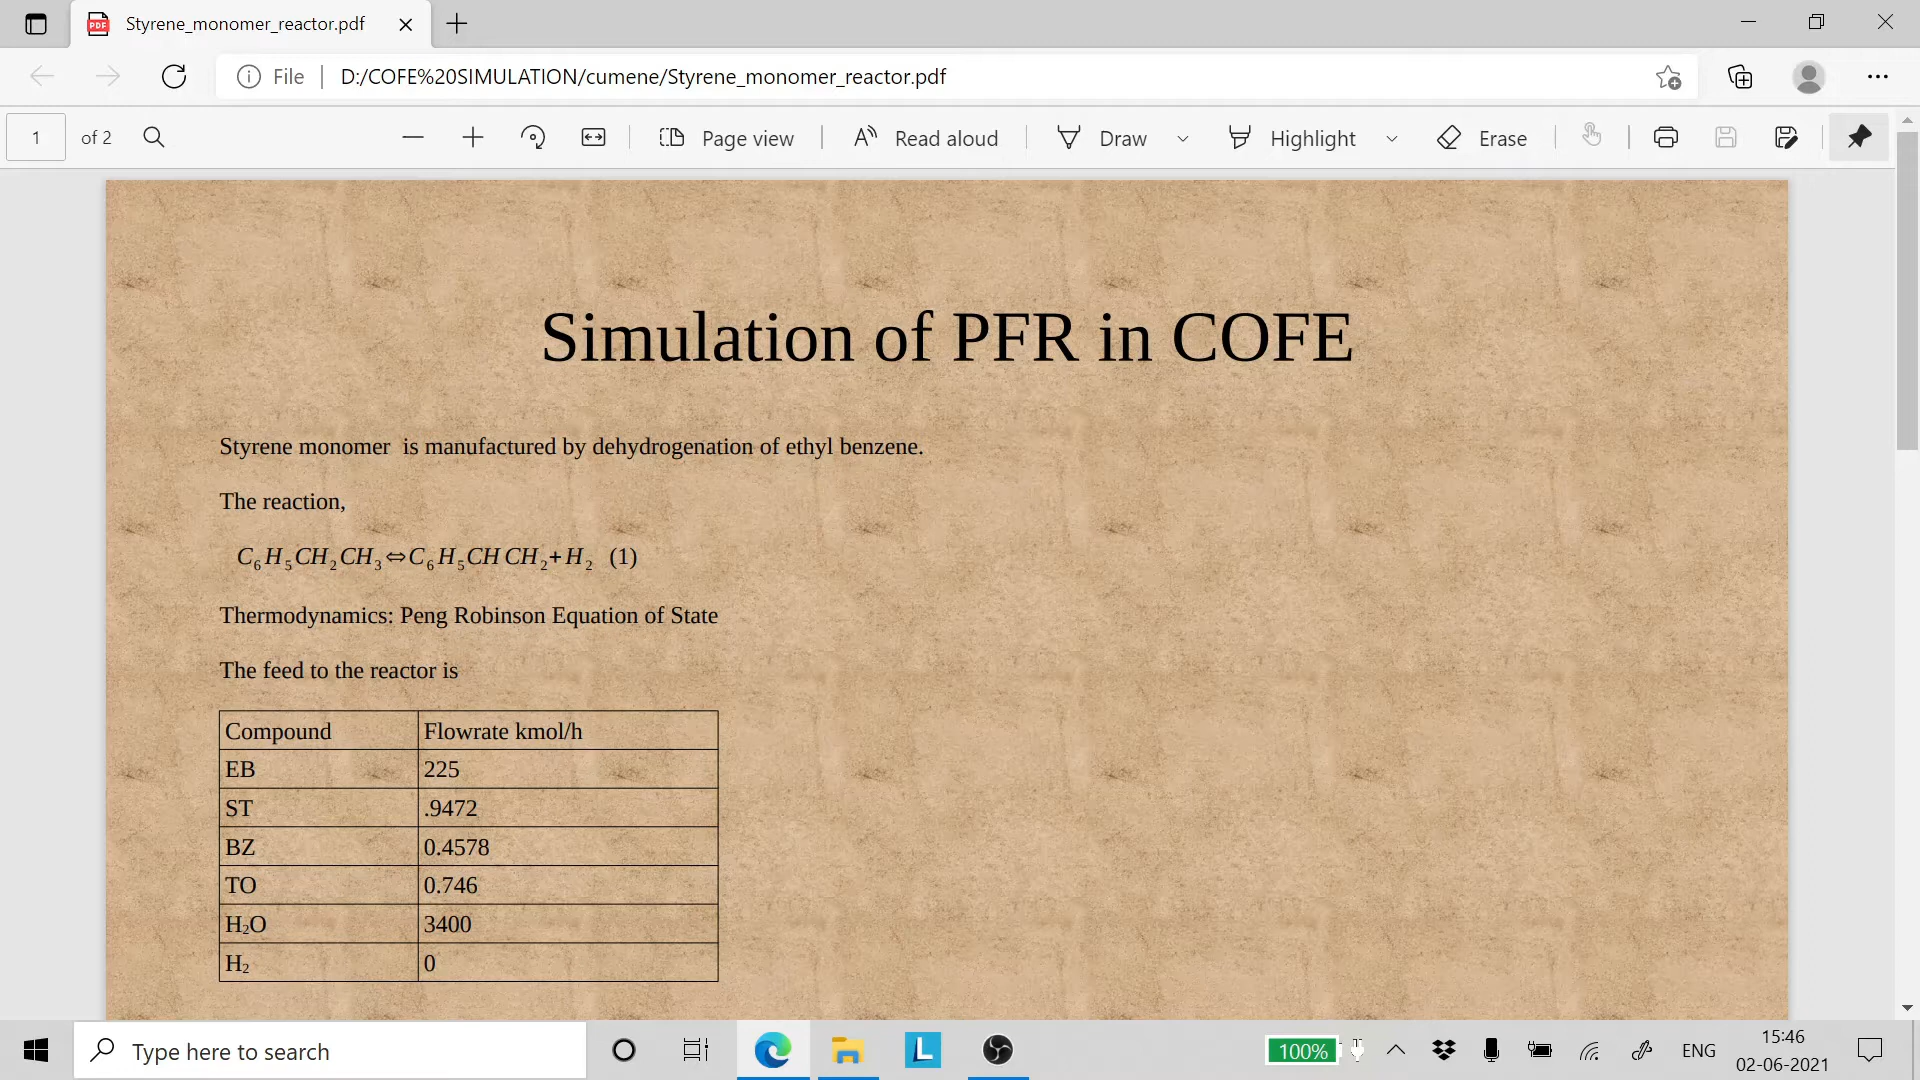 Styrene_monomer_reactor.pdf
File D:/COFE%20SIMULATION/cumene/Styrene_monomer_reactor.pdf
1 of 2 Page view Read aloud Draw Highlight Erase
Simulation of PFR in COFE
Styrene monomer is manufactured by dehydrogenation of ethyl benzene.
The reaction,
C₆H₅CH₂CH₃⇔C₆H₅CHCH₂+H₂ (1)
Thermodynamics: Peng Robinson Equation of State
The feed to the reactor is
Compound Flowrate kmol/h
EB 225
ST .9472
BZ 0.4578
TO 0.746
H₂O 3400
H₂ 0
Type here to search
100% ENG 15:46
02-06-2021